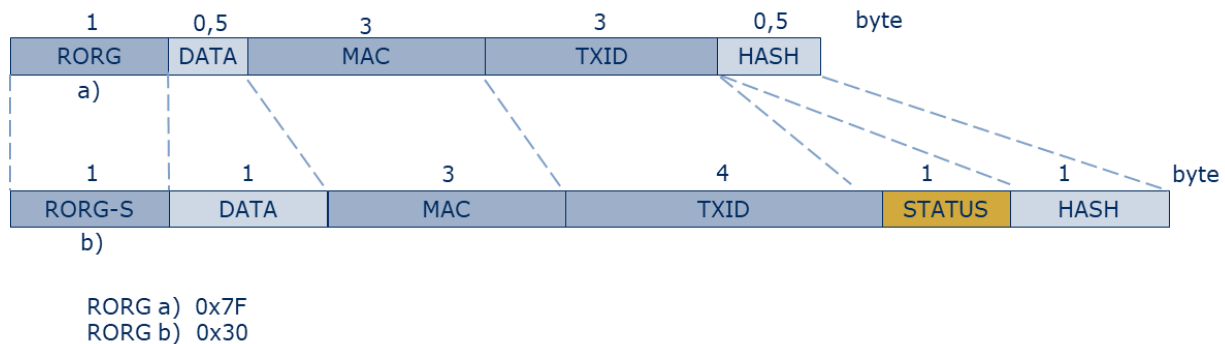 1 0,5 3 3 0,5 byte
RORG DATA MAC TXID HASH
a)
1 1 3 4 1 1 byte
RORG-S DATA MAC TXID STATUS HASH
b)
RORG a) 0x7F
RORG b) 0x30